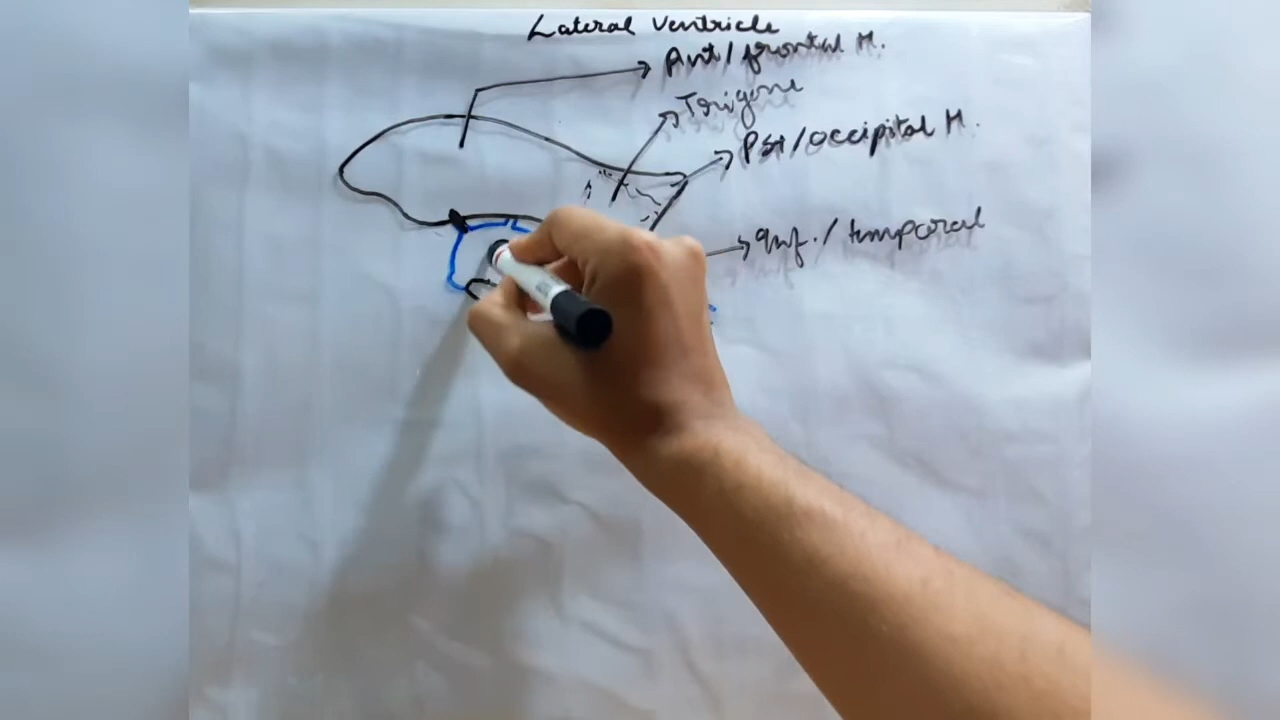 Lateral Ventricle
Ant/frontal H.
Trigone
Pst/occipital H.
Inf./temporal